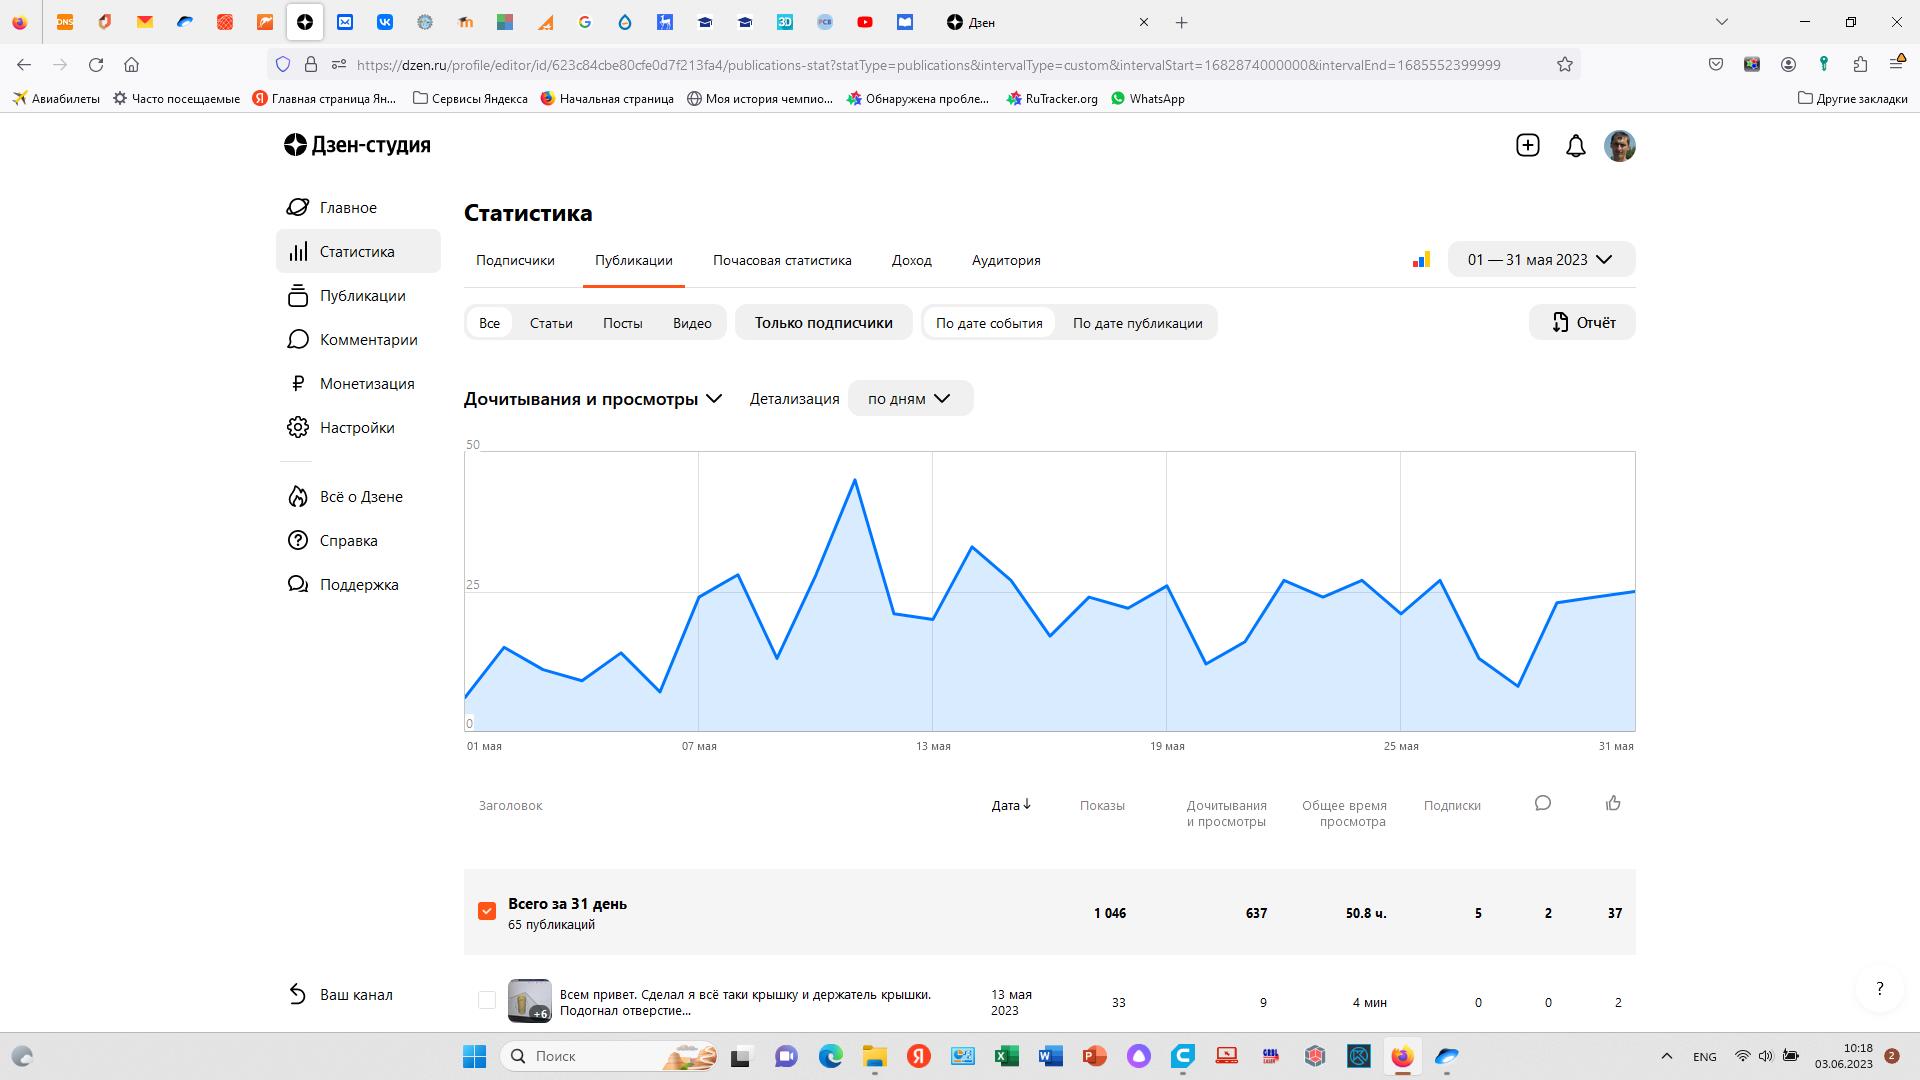 Дзен
https://dzen.ru/profile/editor/id/623c84cbe80cfe0d7f213fa4/publications-stat?statType=publications&intervalType=custom&intervalStart=1682874000000&intervalEnd=1685552399999
Авиабилеты
Часто посещаемые
Главная страница Ян...
Сервисы Яндекса
Начальная страница
Моя история чемпио...
Обнаружена пробле...
RuTracker.org
WhatsApp
Другие закладки
Дзен-студия
Главное
Статистика
Публикации
Комментарии
Монетизация
Настройки
Всё о Дзене
Справка
Поддержка
Ваш канал
Статистика
Подписчики
Публикации
Почасовая статистика
Доход
Аудитория
01 — 31 мая 2023
Все
Статьи
Посты
Видео
Только подписчики
По дате события
По дате публикации
Отчёт
Дочитывания и просмотры
Детализация
по дням
50
25
0
01 мая
07 мая
13 мая
19 мая
25 мая
31 мая
Заголовок
Дата
Показы
Дочитывания
и просмотры
Общее время
просмотра
Подписки
Всего за 31 день
65 публикаций
1 046
637
50.8 ч.
5
2
37
+6
Всем привет. Сделал я всё таки крышку и держатель крышки.
Подогнал отверстие...
13 мая
2023
33
9
4 мин
0
0
2
?
Поиск
ENG
10:18
03.06.2023
2